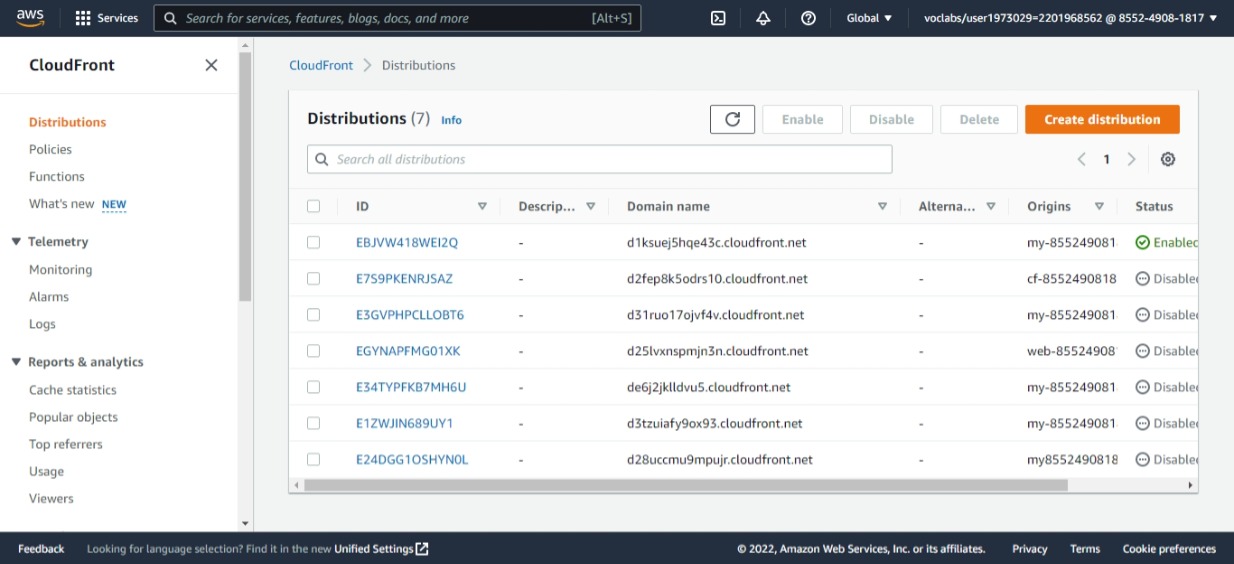 aws Services Search for services, features, blogs, docs, and more [Alt+S] Global voclabs/user1973029=2201968562 @ 8552-4908-1817
CloudFront
Distributions
Policies
Functions
What's new NEW
Telemetry
Monitoring
Alarms
Logs
Reports & analytics
Cache statistics
Popular objects
Top referrers
Usage
Viewers
CloudFront > Distributions
Distributions (7) Info Enable Disable Delete Create distribution
Search all distributions 1
ID Descrip... Domain name Alterna... Origins Status
EBJVW418WEI2Q - d1ksuej5hqe43c.cloudfront.net - my-855249081 Enabled
E7S9PKENRJSAZ - d2fep8k5odrs10.cloudfront.net - cf-8552490818 Disable
E3GVPHPCLLOBT6 - d31ruo17ojvf4v.cloudfront.net - my-855249081 Disable
EGYNAPFMG01XK - d25lvxnspmjn3n.cloudfront.net - web-85524908 Disable
E34TYPFKB7MH6U - de6j2jklldvu5.cloudfront.net - my-855249081 Disable
E1ZWJIN689UY1 - d3tzuiafy9ox93.cloudfront.net - my-855249081 Disable
E24DGG1OSHYN0L - d28uccmu9mpujr.cloudfront.net - my8552490818 Disable
Feedback Looking for language selection? Find it in the new Unified Settings © 2022, Amazon Web Services, Inc. or its affiliates. Privacy Terms Cookie preferences